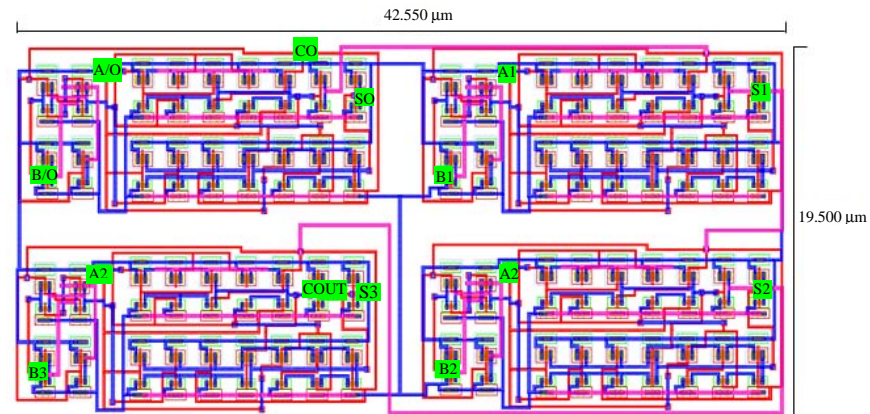 42.550 μm
CO
A/O
A1
SO
S1
B/O
B1
19.500 μm
A2
A2
COUT
S3
S2
B3
B2